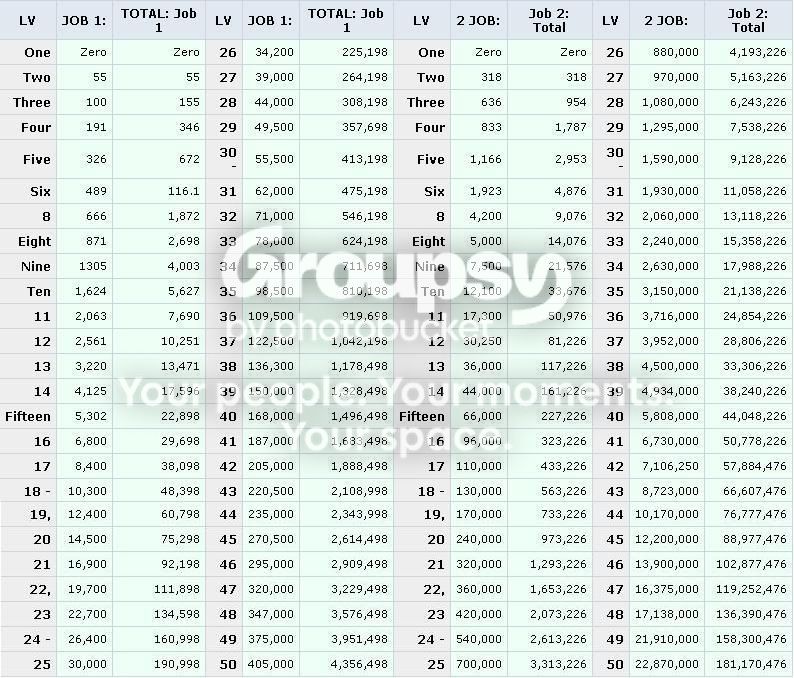 LV JOB 1: TOTAL: Job 1 LV JOB 1: TOTAL: Job 1 LV 2 JOB: Job 2: Total LV 2 JOB: Job 2: Total
One Zero Zero 26 34,200 225,198 One Zero Zero 26 880,000 4,193,226
Two 55 55 27 39,000 264,198 Two 318 318 27 970,000 5,163,226
Three 100 155 28 44,000 308,198 Three 636 954 28 1,080,000 6,243,226
Four 191 346 29 49,500 357,698 Four 833 1,787 29 1,295,000 7,538,226
Five 326 672 30 - 55,500 413,198 Five 1,166 2,953 30 - 1,590,000 9,128,226
Six 489 116.1 31 62,000 475,198 Six 1,923 4,876 31 1,930,000 11,058,226
8 666 1,872 32 71,000 546,198 8 4,200 9,076 32 2,060,000 13,118,226
Eight 871 2,698 33 78,000 624,198 Eight 5,000 14,076 33 2,240,000 15,358,226
Nine 1305 4,003 34 87,500 711,698 Nine 7,500 21,576 34 2,630,000 17,988,226
Ten 1,624 5,627 35 98,500 810,198 Ten 12,100 33,676 35 3,150,000 21,138,226
11 2,063 7,690 36 109,500 919,698 11 17,300 50,976 36 3,716,000 24,854,226
12 2,561 10,251 37 122,500 1,042,198 12 30,250 81,226 37 3,952,000 28,806,226
13 3,220 13,471 38 136,300 1,178,498 13 36,000 117,226 38 4,500,000 33,306,226
14 4,125 17,596 39 150,000 1,328,498 14 44,000 161,226 39 4,934,000 38,240,226
Fifteen 5,302 22,898 40 168,000 1,496,498 Fifteen 66,000 227,226 40 5,808,000 44,048,226
16 6,800 29,698 41 187,000 1,683,498 16 96,000 323,226 41 6,730,000 50,778,226
17 8,400 38,098 42 205,000 1,888,498 17 110,000 433,226 42 7,106,250 57,884,476
18 - 10,300 48,398 43 220,500 2,108,998 18 - 130,000 563,226 43 8,723,000 66,607,476
19, 12,400 60,798 44 235,000 2,343,998 19, 170,000 733,226 44 10,170,000 76,777,476
20 14,500 75,298 45 270,500 2,614,498 20 240,000 973,226 45 12,200,000 88,977,476
21 16,900 92,198 46 295,000 2,909,498 21 320,000 1,293,226 46 13,900,000 102,877,476
22, 19,700 111,898 47 320,000 3,229,498 22, 360,000 1,653,226 47 16,375,000 119,252,476
23 22,700 134,598 48 347,000 3,576,498 23 420,000 2,073,226 48 17,138,000 136,390,476
24 - 26,400 160,998 49 375,000 3,951,498 24 - 540,000 2,613,226 49 21,910,000 158,300,476
25 30,000 190,998 50 405,000 4,356,498 25 700,000 3,313,226 50 22,870,000 181,170,476
Groupsy
by photobucket
Your people. Your moments.
Your space.